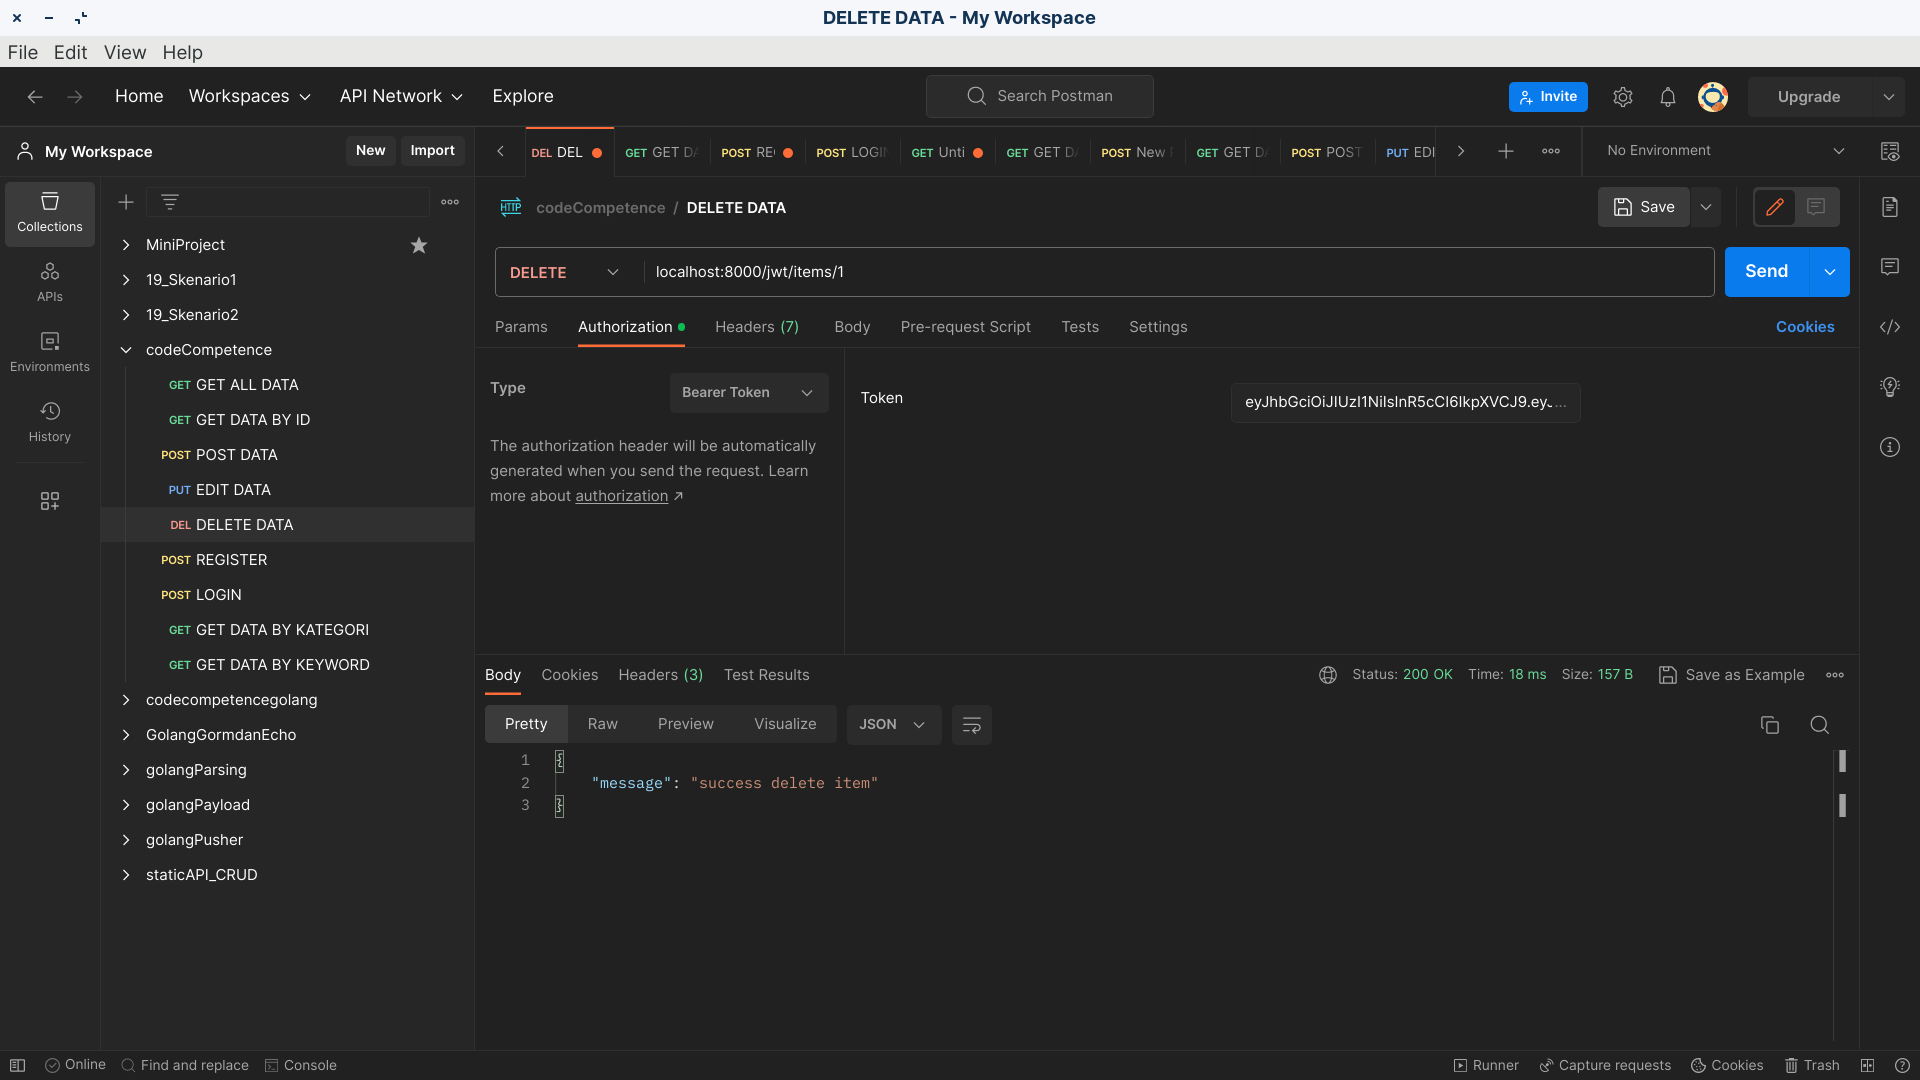 DELETE DATA - My Workspace
File Edit View Help
Home Workspaces API Network Explore
Search Postman
Invite
Upgrade
My Workspace
New Import
DEL DEL
GET GET DA
POST RE
POST LOGIN
GET Unti
GET GET DA
POST New
GET GET DA
POST POST
PUT EDI
No Environment
Collections
APIs
Environments
History
MiniProject
19_Skenario1
19_Skenario2
codeCompetence
GET GET ALL DATA
GET GET DATA BY ID
POST POST DATA
PUT EDIT DATA
DEL DELETE DATA
POST REGISTER
POST LOGIN
GET GET DATA BY KATEGORI
GET GET DATA BY KEYWORD
codecompetencegolang
GolangGormdanEcho
golangParsing
golangPayload
golangPusher
staticAPI_CRUD
HTTP codeCompetence / DELETE DATA
Save
DELETE localhost:8000/jwt/items/1
Send
Params Authorization Headers (7) Body Pre-request Script Tests Settings
Cookies
Type
Bearer Token
The authorization header will be automatically
generated when you send the request. Learn
more about authorization ↗
Token
Body Cookies Headers (3) Test Results
Status: 200 OK Time: 18 ms Size: 157 B
Save as Example
Pretty Raw Preview Visualize
JSON
1 {
2 "message": "success delete item"
3 }
Online Find and replace Console
Runner Capture requests Cookies Trash